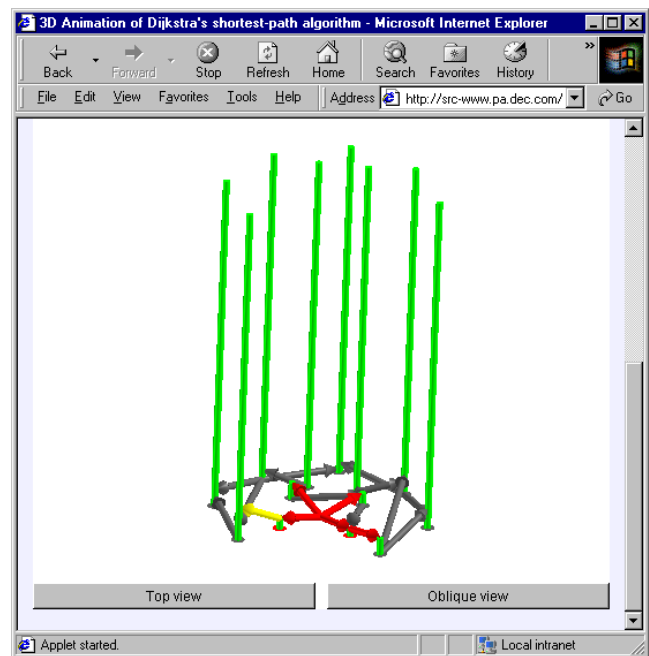 3D Animation of Dijkstra's shortest-path algorithm - Microsoft Internet Explorer
Back Forward Stop Refresh Home Search Favorites History »
File Edit View Favorites Tools Help Address http://src-www.pa.dec.com/ Go
Top view Oblique view
Applet started. Local intranet